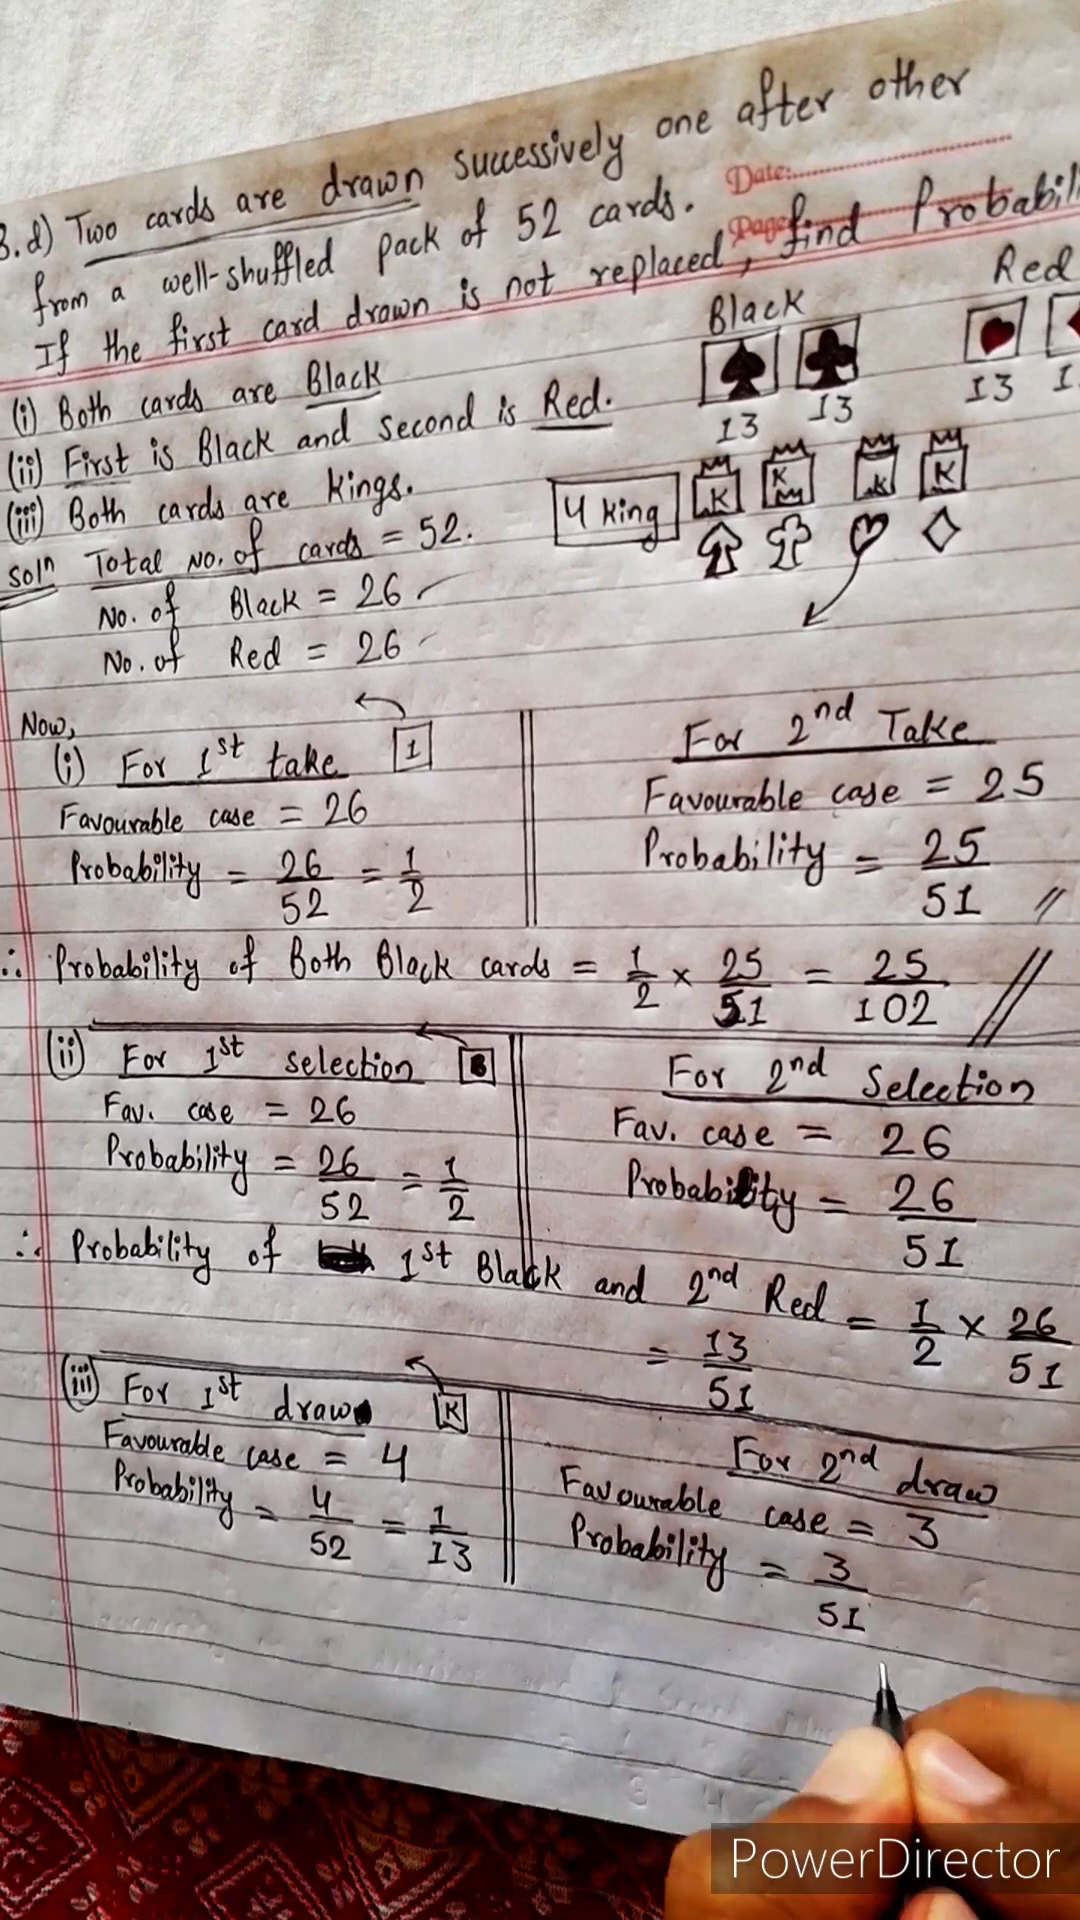 3.d) Two cards are drawn successively one after other
Date:
from a well-shuffled pack of 52 cards.
Page
If the first card drawn is not replaced, find Probabili
(i) Both cards are Black
(ii) First is Black and second is Red.
(iii) Both cards are kings.
Black
Red
13 13
13 1
4 King
K K K K
Soln Total No. of cards = 52.
No. of Black = 26
No. of Red = 26
Now,
(i) For 1st take 1
Favourable case = 26
Probability = 26/52 = 1/2
For 2nd Take
Favourable case = 25
Probability = 25/51 //
∴ Probability of Both Black cards = 1/2 × 25/51 = 25/102 //
(ii) For 1st selection B
Fav. case = 26
Probability = 26/52 = 1/2
For 2nd Selection
Fav. case = 26
Probability = 26/51
∴ Probability of 1st Black and 2nd Red = 1/2 × 26/51
= 13/51
(iii) For 1st draw K
Favourable case = 4
Probability = 4/52 = 1/13
For 2nd draw
Favourable case = 3
Probability = 3/51
PowerDirector